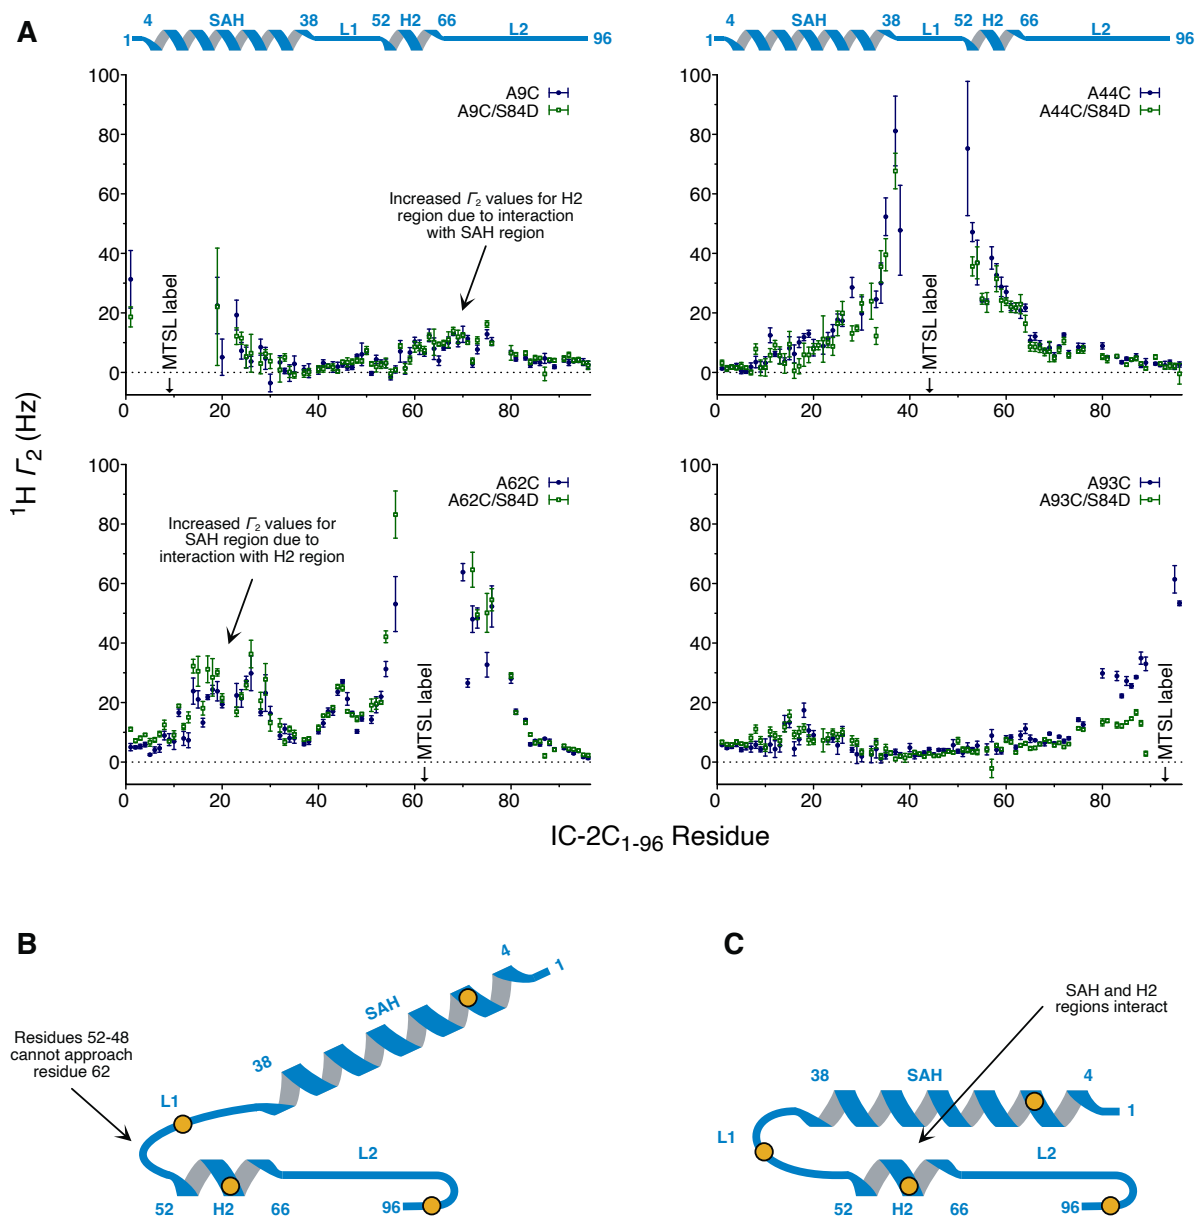 A
4 SAH 38 L1 52 H2 66 L2
1 96
4 SAH 38 L1 52 H2 66 L2
1 96
100
80
60
40
20
0
A9C
A9C/S84D
Increased Γ2 values for H2
region due to interaction
with SAH region
MTSL label
0 20 40 60 80
100
80
60
40
20
0
A44C
A44C/S84D
MTSL label
0 20 40 60 80
1H Γ2 (Hz)
100
80
60
40
20
0
A62C
A62C/S84D
Increased Γ2 values for
SAH region due to
interaction with H2 region
MTSL label
0 20 40 60 80
100
80
60
40
20
0
A93C
A93C/S84D
MTSL label
0 20 40 60 80
IC-2C1-96 Residue
B
4
1
SAH
38
Residues 52-48
cannot approach
residue 62
L1
L2
52 H2 66 96
C
SAH and H2
regions interact
38 SAH 4
1
L1
L2
52 H2 66 96